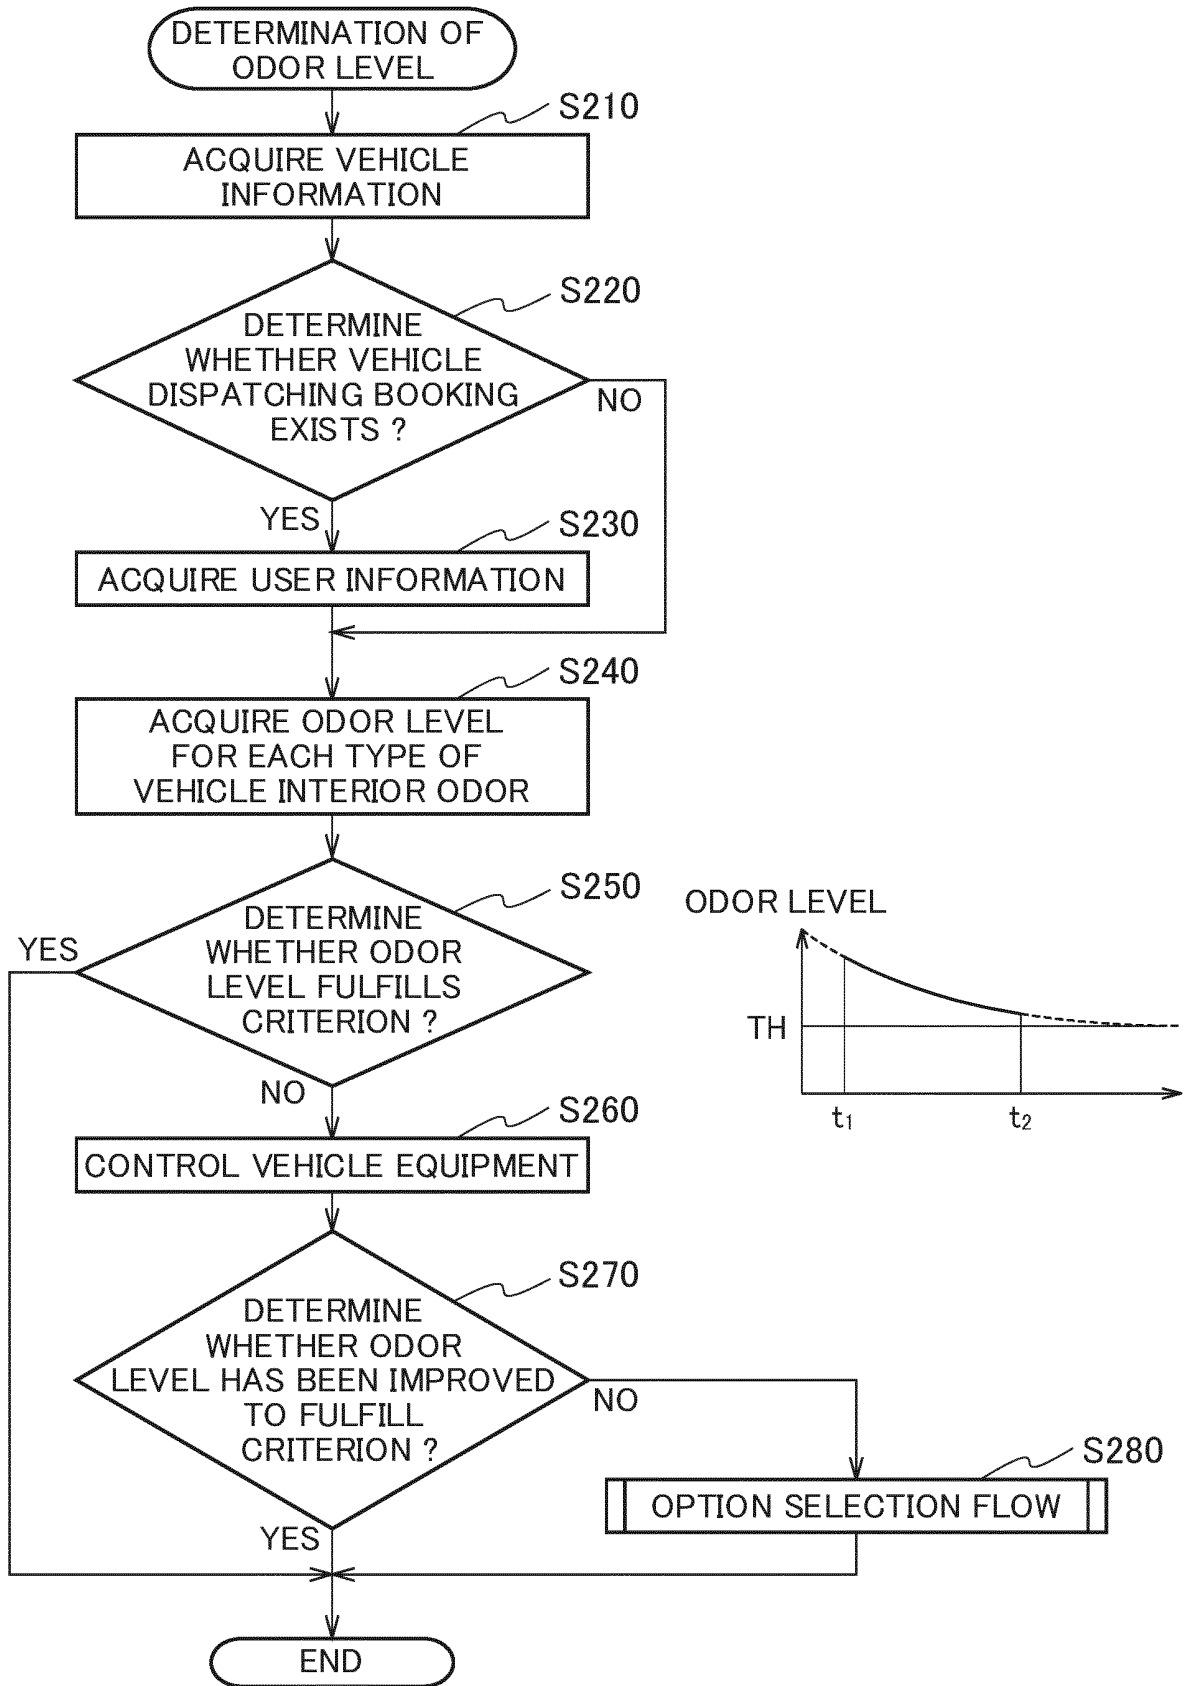 DETERMINATION OF
ODOR LEVEL
S210
ACQUIRE VEHICLE
INFORMATION
S220
DETERMINE
WHETHER VEHICLE
DISPATCHING BOOKING
EXISTS ?
NO
YES
S230
ACQUIRE USER INFORMATION
S240
ACQUIRE ODOR LEVEL
FOR EACH TYPE OF
VEHICLE INTERIOR ODOR
S250
DETERMINE
WHETHER ODOR
LEVEL FULFILLS
CRITERION ?
YES
NO
ODOR LEVEL
TH
t1
t2
S260
CONTROL VEHICLE EQUIPMENT
S270
DETERMINE
WHETHER ODOR
LEVEL HAS BEEN IMPROVED
TO FULFILL
CRITERION ?
NO
S280
OPTION SELECTION FLOW
YES
END